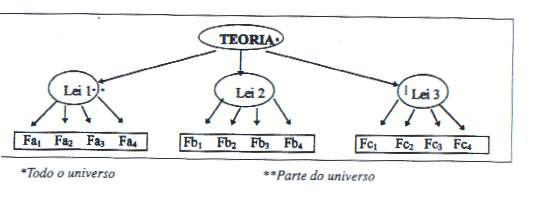 TEORIA*
Lei 1** Lei 2 Lei 3
Fa₁ Fa₂ Fa₃ Fa₄ Fb₁ Fb₂ Fb₃ Fb₄ Fc₁ Fc₂ Fc₃ Fc₄
*Todo o universo **Parte do universo